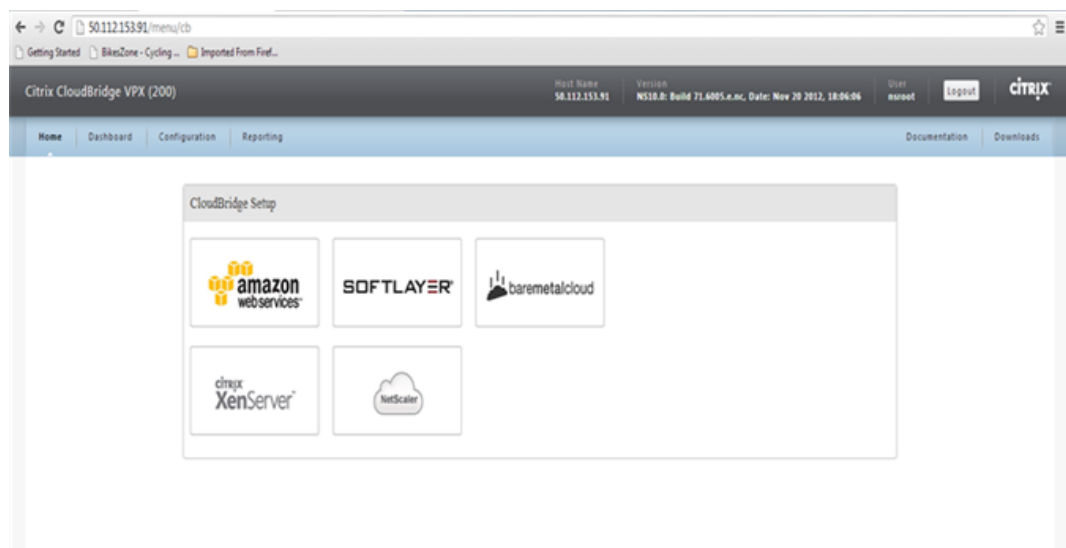 50.112.153.91/menu/cb
Getting Started BikesZone - Cycling ... Imported From Firef...
Citrix CloudBridge VPX (200)
Host Name
50.112.153.91
Version
NS10.0: Build 71.6005.e.nc, Date: Nov 20 2012, 18:06:06
User
nsroot
Logout
CITRIX
Home Dashboard Configuration Reporting Documentation Downloads
CloudBridge Setup
amazon
webservices™
SOFTLAYER®
baremetalcloud
CITRIX
XenServer™
NetScaler